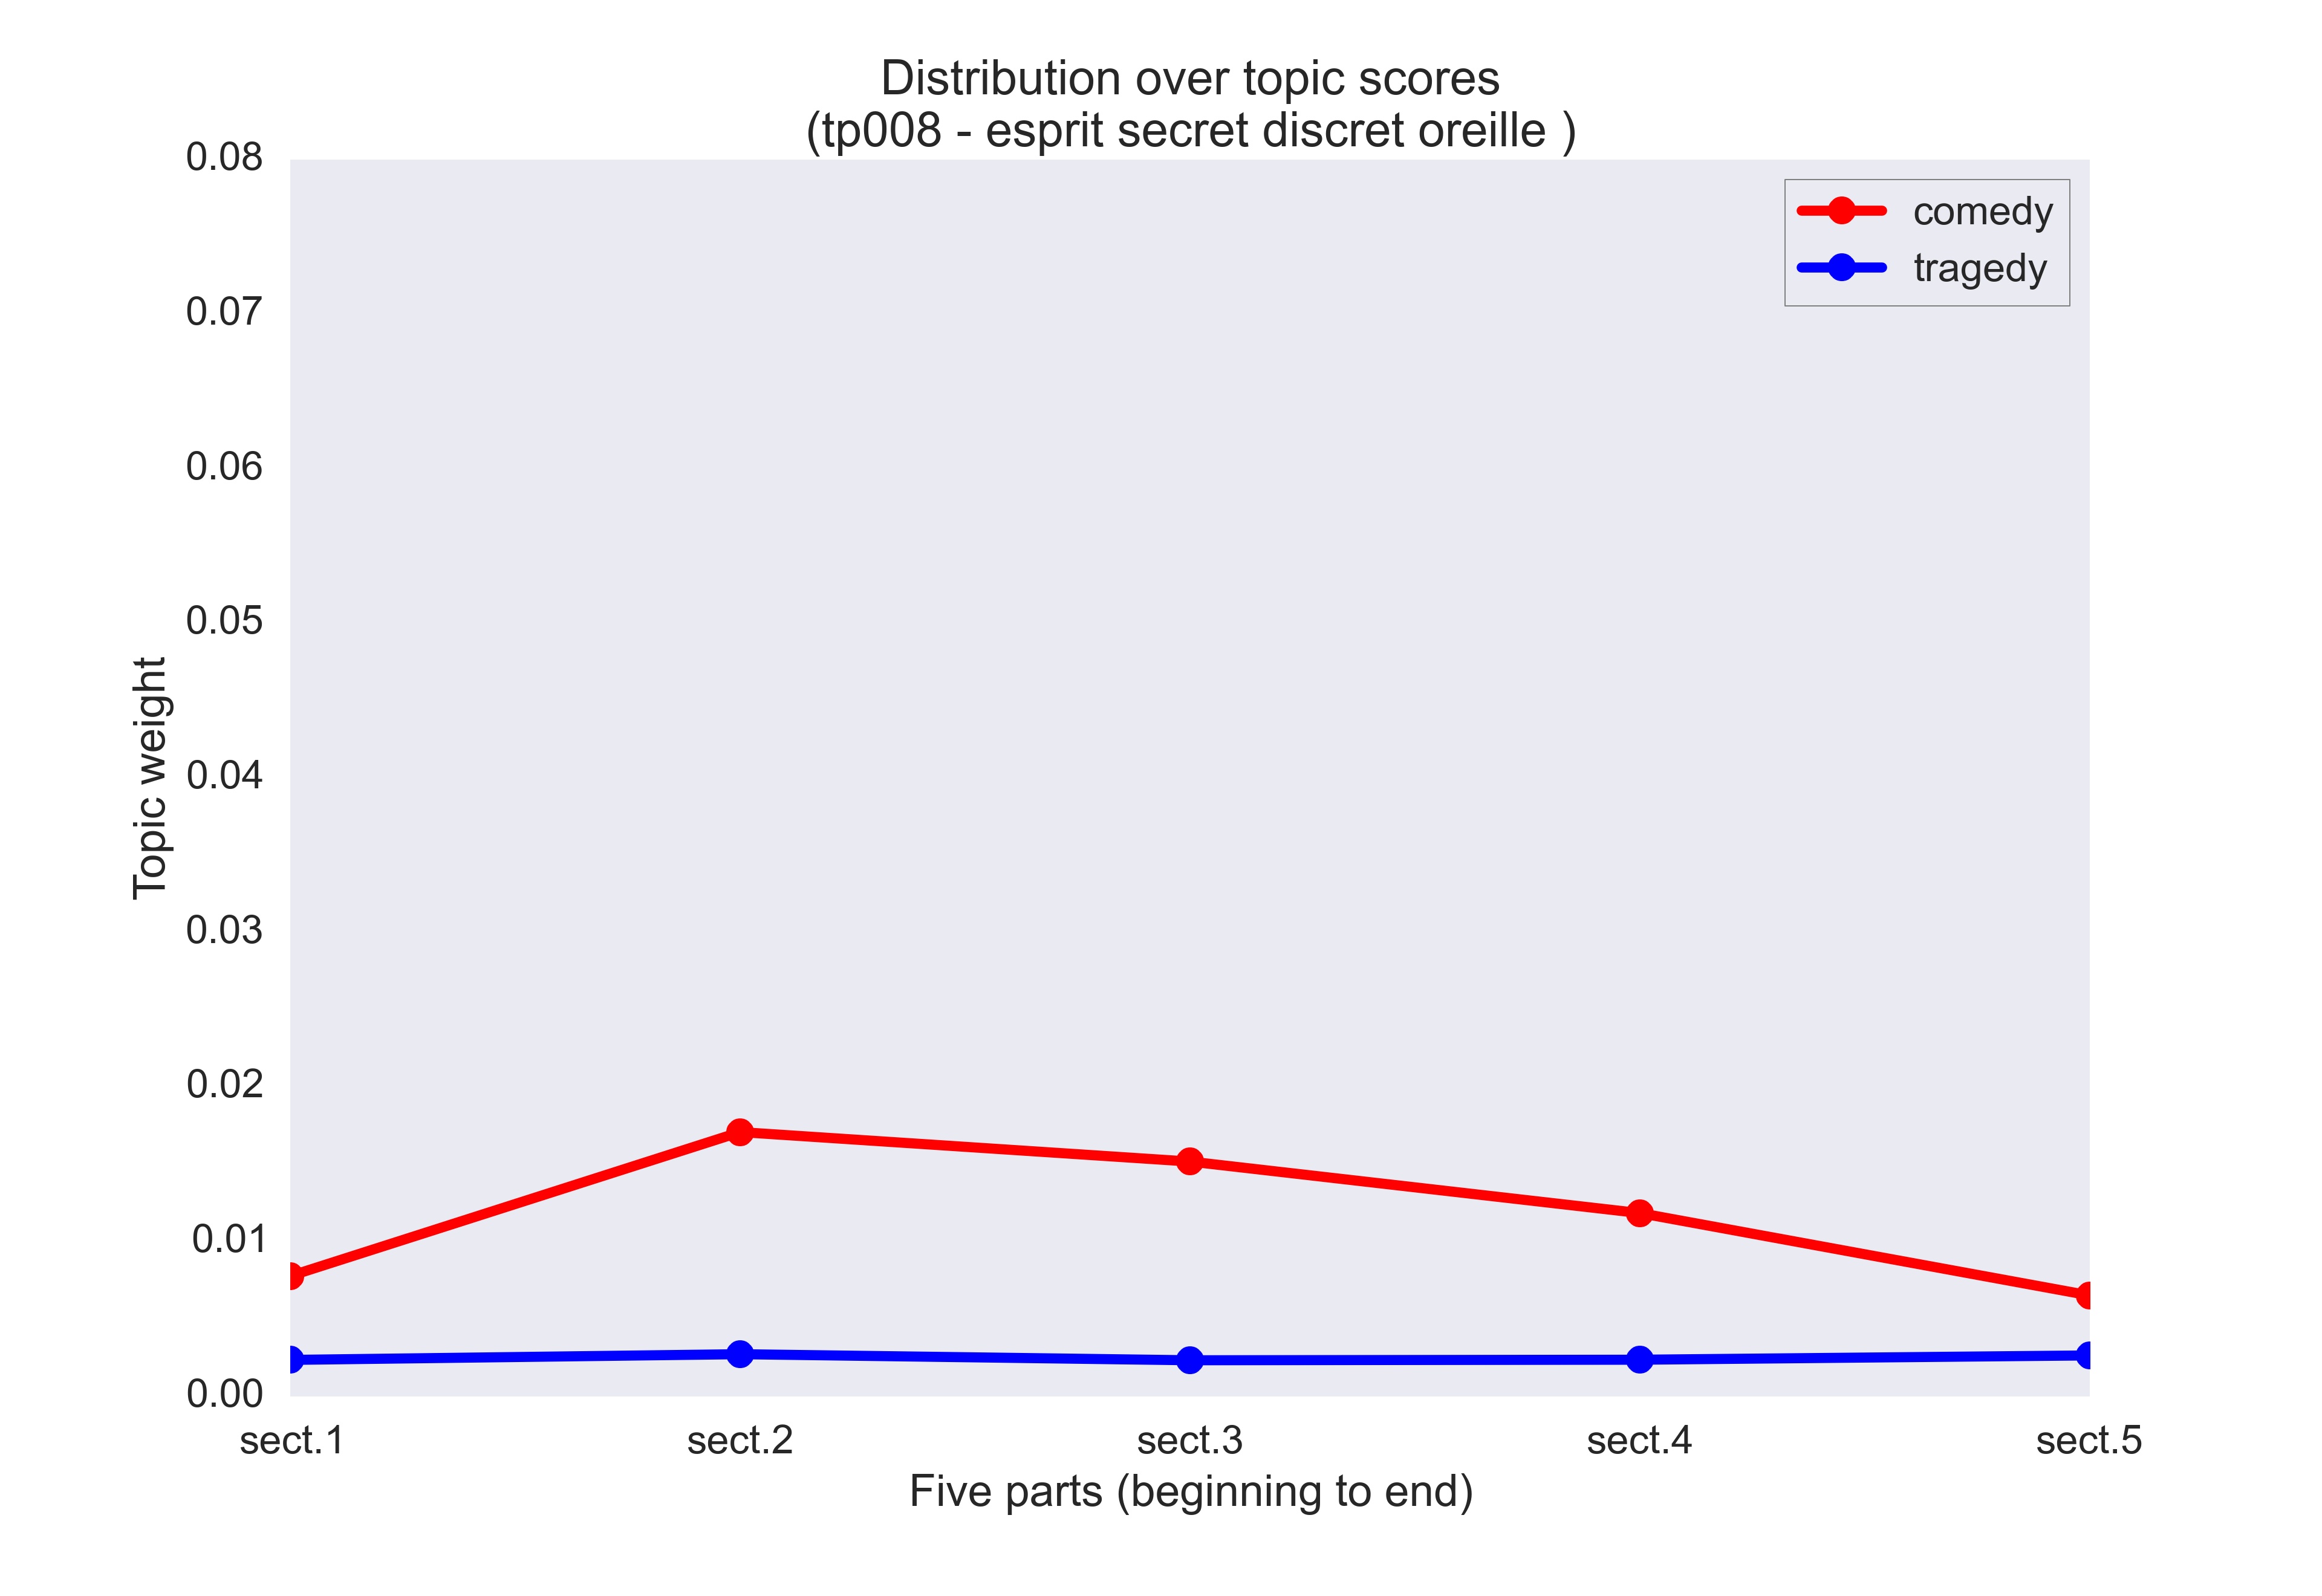 Distribution over topic scores
(tp008 - esprit secret discret oreille )
comedy
tragedy
0.08
0.07
0.06
0.05
0.04
0.03
0.02
0.01
0.00
Topic weight
sect.1
sect.2
sect.3
sect.4
sect.5
Five parts (beginning to end)